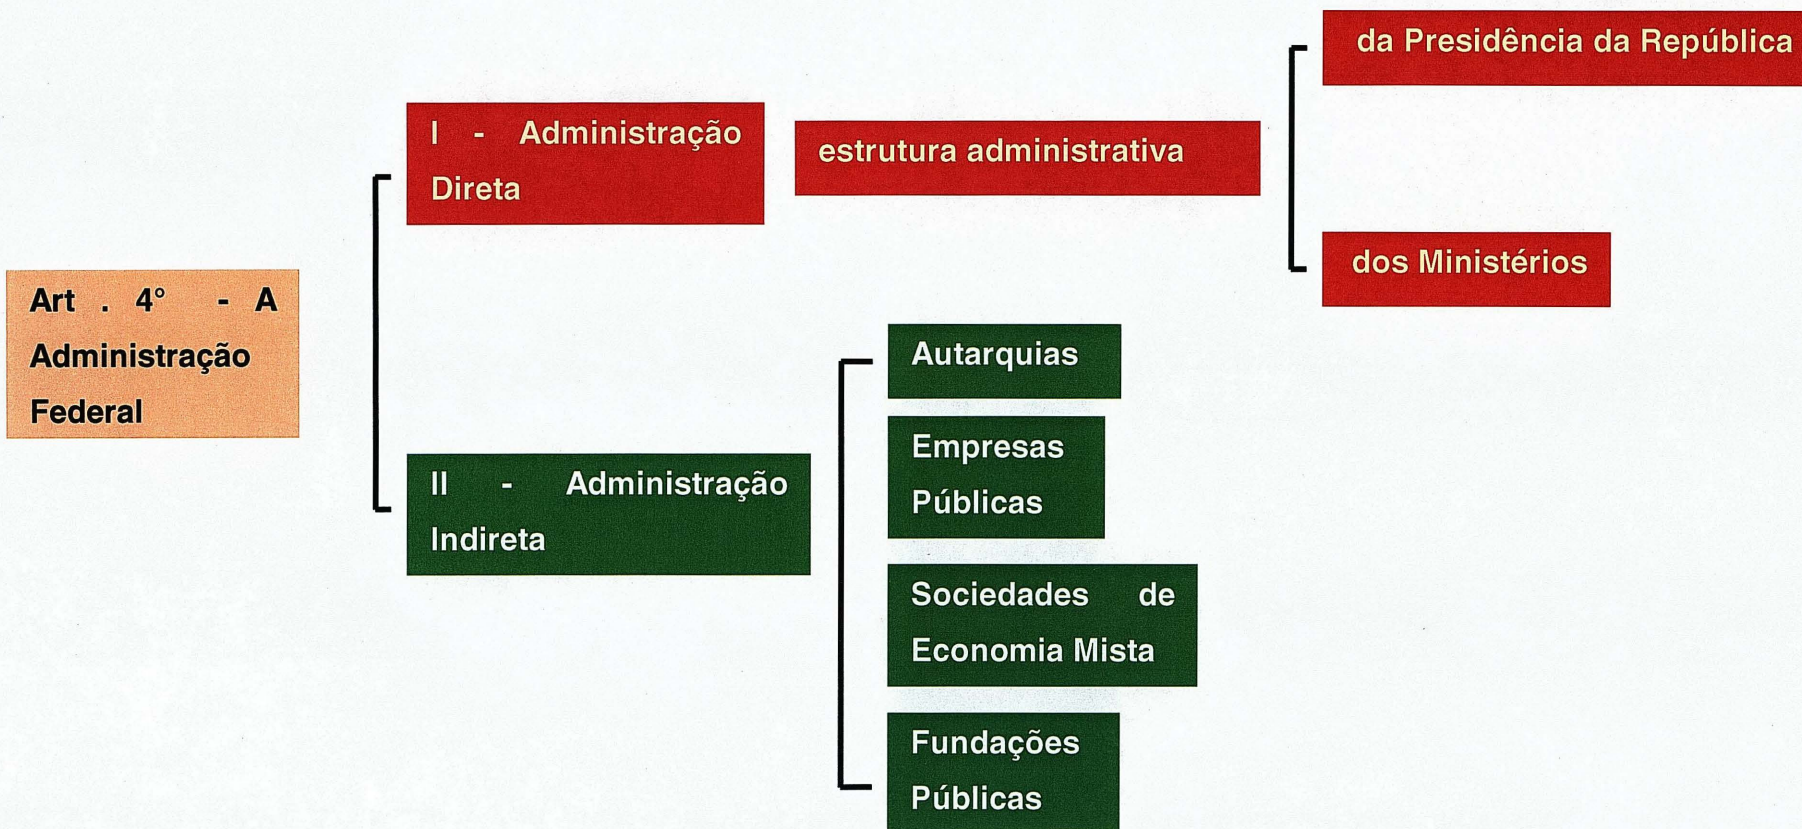 Art . 4° - A
Administração
Federal
I - Administração
Direta
estrutura administrativa
da Presidência da República
dos Ministérios
II - Administração
Indireta
Autarquias
Empresas
Públicas
Sociedades de
Economia Mista
Fundações
Públicas